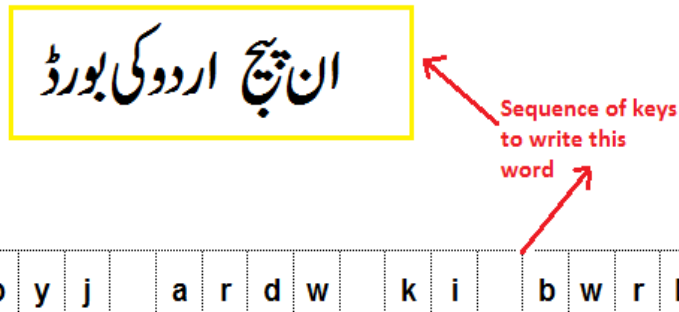 ان پیج اردو کی بورڈ
Sequence of keys
to write this
word
y j a r d w k i b w r